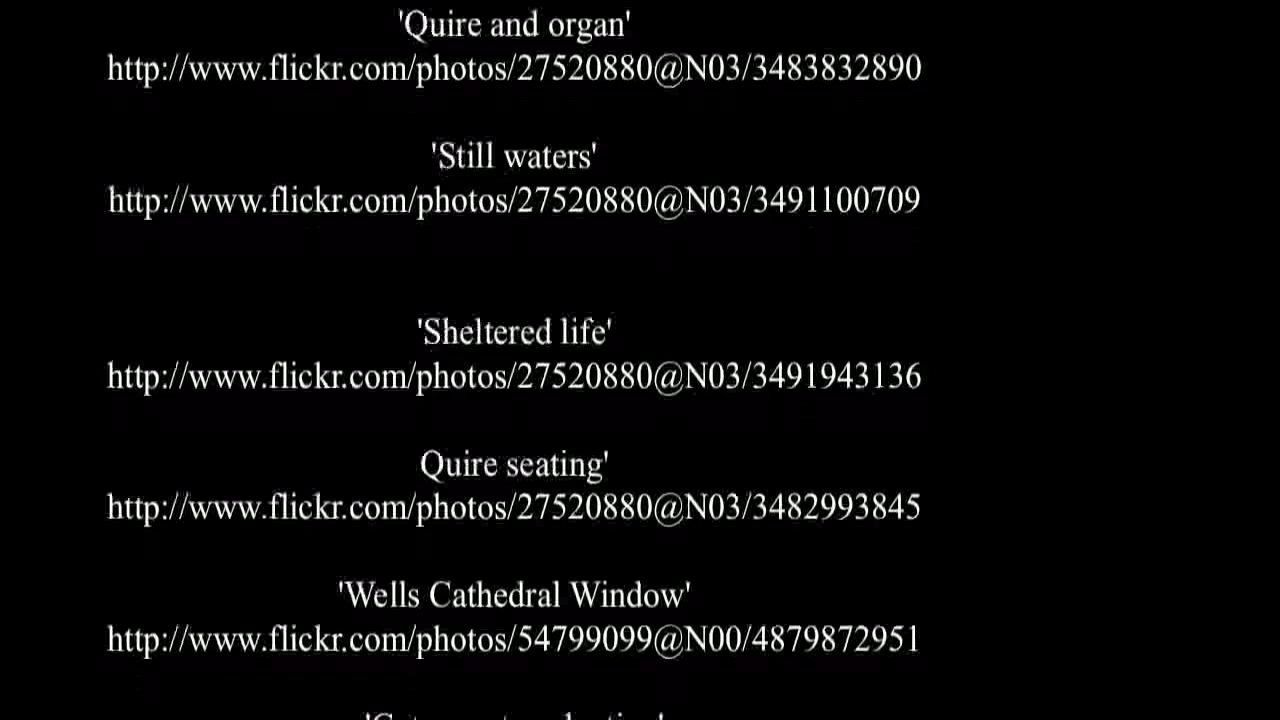 'Quire and organ'
http://www.flickr.com/photos/27520880@N03/3483832890
'Still waters'
http://www.flickr.com/photos/27520880@N03/3491100709
'Sheltered life'
http://www.flickr.com/photos/27520880@N03/3491943136
Quire seating'
http://www.flickr.com/photos/27520880@N03/3482993845
'Wells Cathedral Window'
http://www.flickr.com/photos/54799099@N00/4879872951